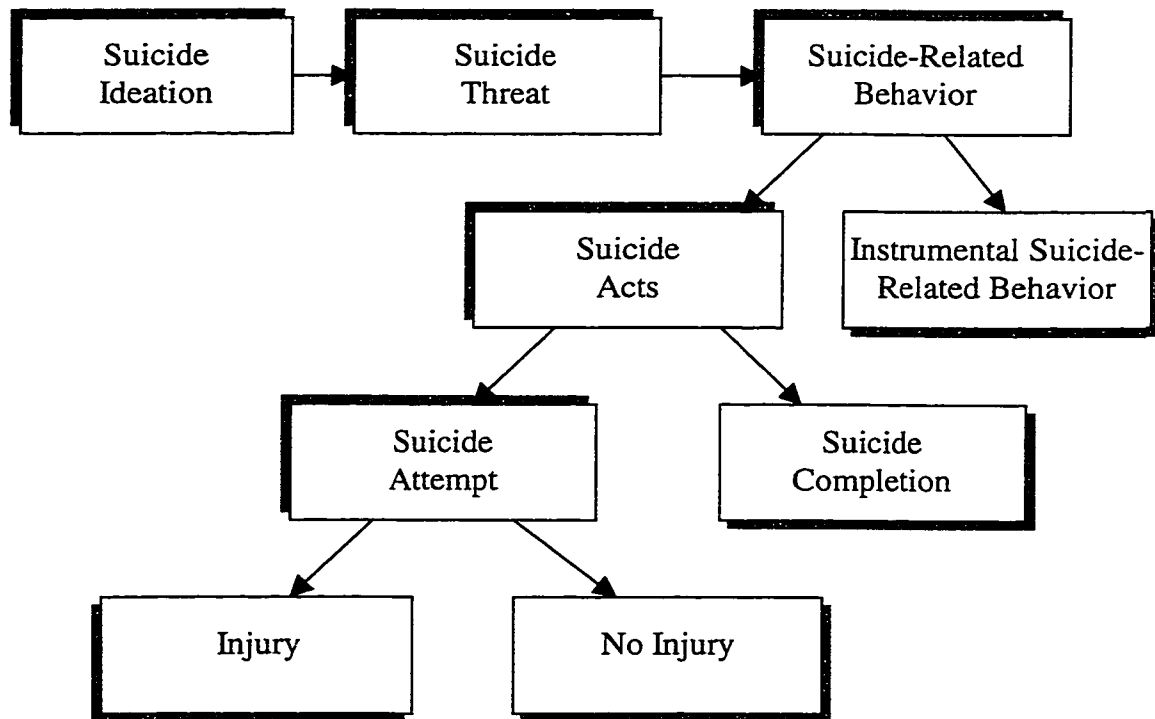 Suicide
Ideation
Suicide
Threat
Suicide-Related
Behavior
Suicide
Acts
Instrumental Suicide-
Related Behavior
Suicide
Attempt
Suicide
Completion
Injury
No Injury